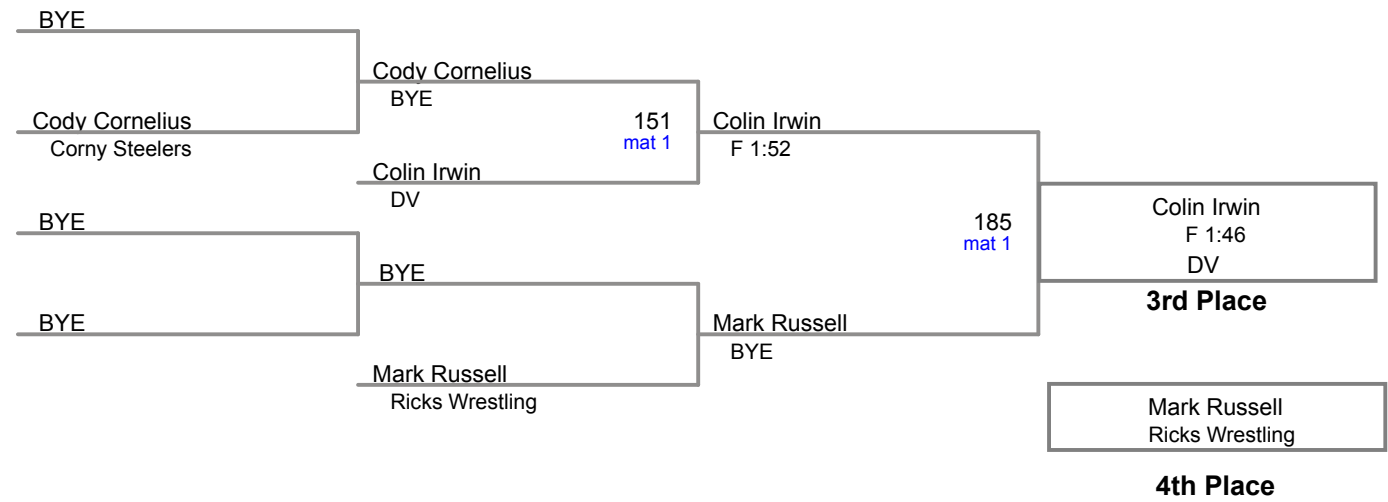 BYE
Cody Cornelius
BYE
Cody Cornelius
Corny Steelers
151
mat 1
Colin Irwin
F 1:52
Colin Irwin
DV
BYE
185
mat 1
Colin Irwin
F 1:46
DV
3rd Place
BYE
BYE
Mark Russell
BYE
Mark Russell
Ricks Wrestling
Mark Russell
Ricks Wrestling
4th Place